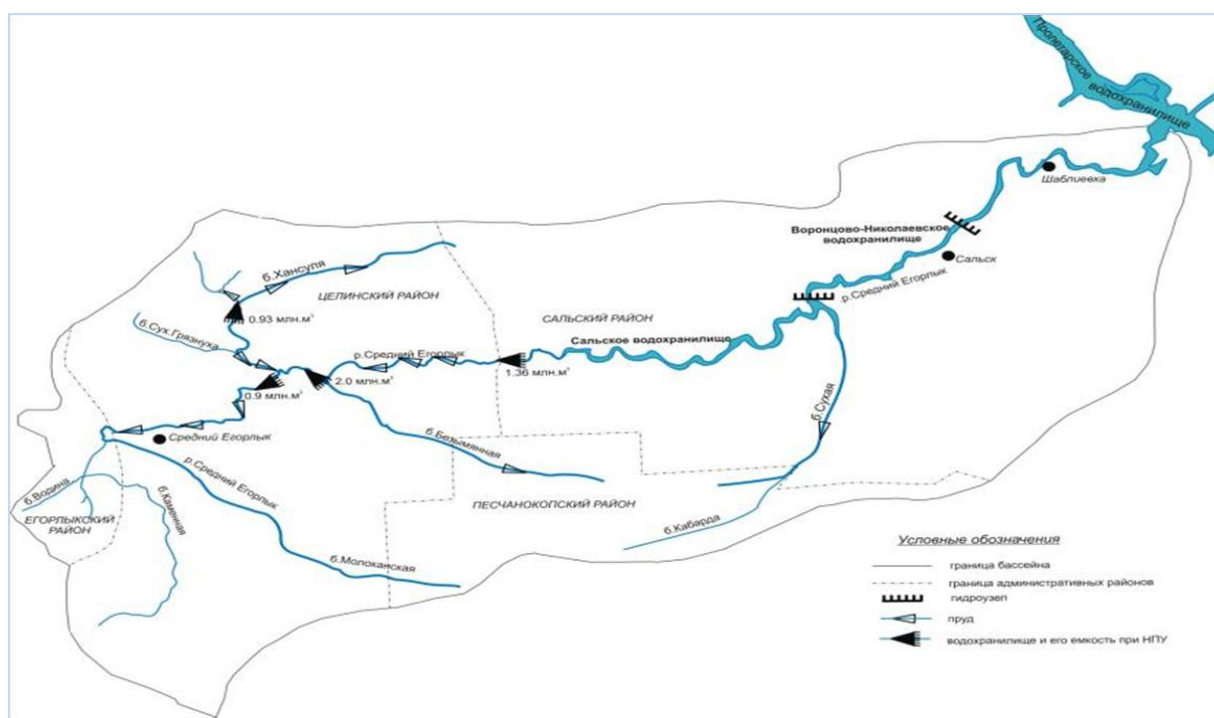 Пролетарское
водохранилище
Шаблиевка
Воронцово-Николаевское
водохранилище
Сальск
р.Средний Егорлык
б.Хансуля
ЦЕЛИНСКИЙ РАЙОН
0.93 млн.м³
САЛЬСКИЙ РАЙОН
б.Сух.Грязнуха
р.Средний Егорлык
Сальское водохранилище
1.36 млн.м³
2.0 млн.м³
0.9 млн.м³
б.Сухая
Средний Егорлык
б.Безымянная
р.Средний Егорлык
б.Водина
б.Каменная
ПЕСЧАНОКОПСКИЙ РАЙОН
ЕГОРЛЫКСКИЙ
РАЙОН
б.Кабарда
б.Молоканская
Условные обозначения
граница бассейна
граница административных районов
гидроузел
пруд
водохранилище и его емкость при НПУ